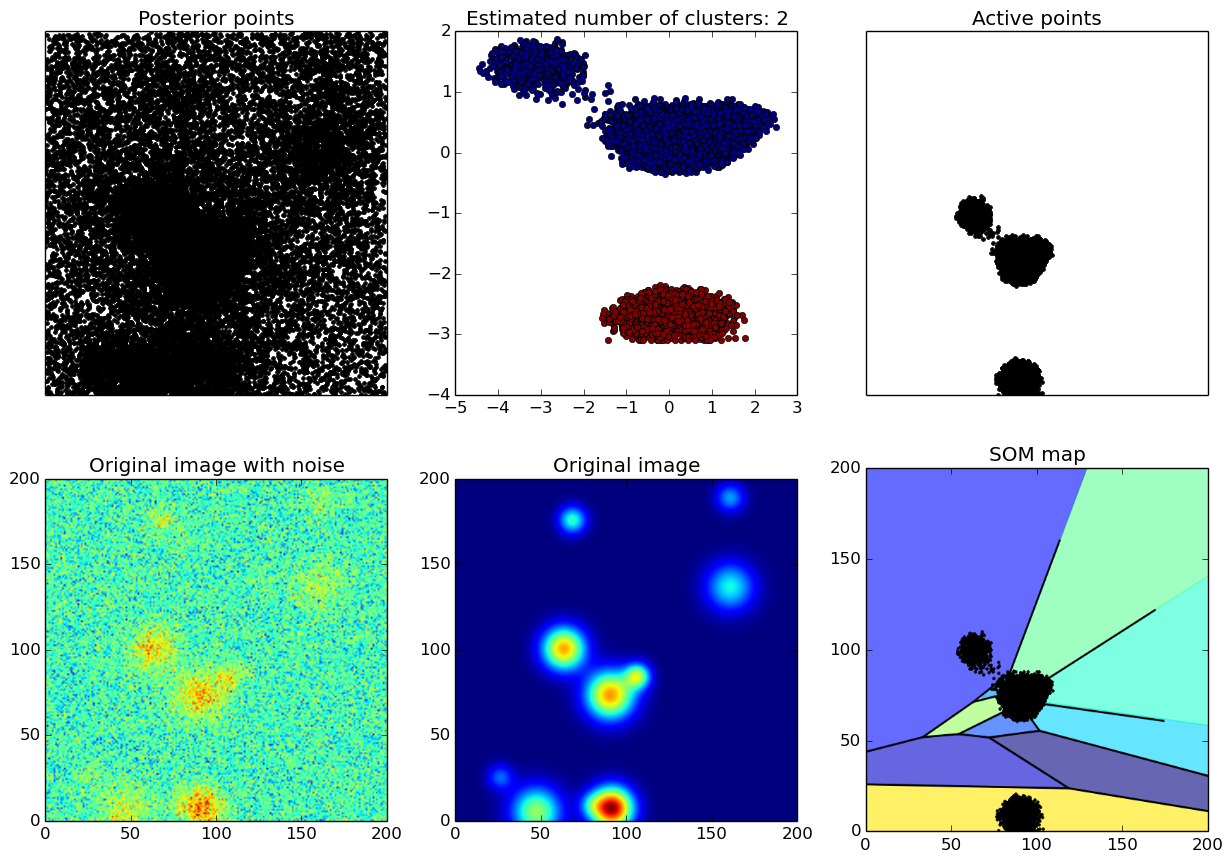 Posterior points
Estimated number of clusters: 2
Active points
2
1
0
−1
−2
−3
−4
−5 −4 −3 −2 −1 0 1 2 3
Original image with noise
200
150
100
50
0
0 50 100 150 200
Original image
200
150
100
50
0
0 50 100 150 200
SOM map
200
150
100
50
0
0 50 100 150 200